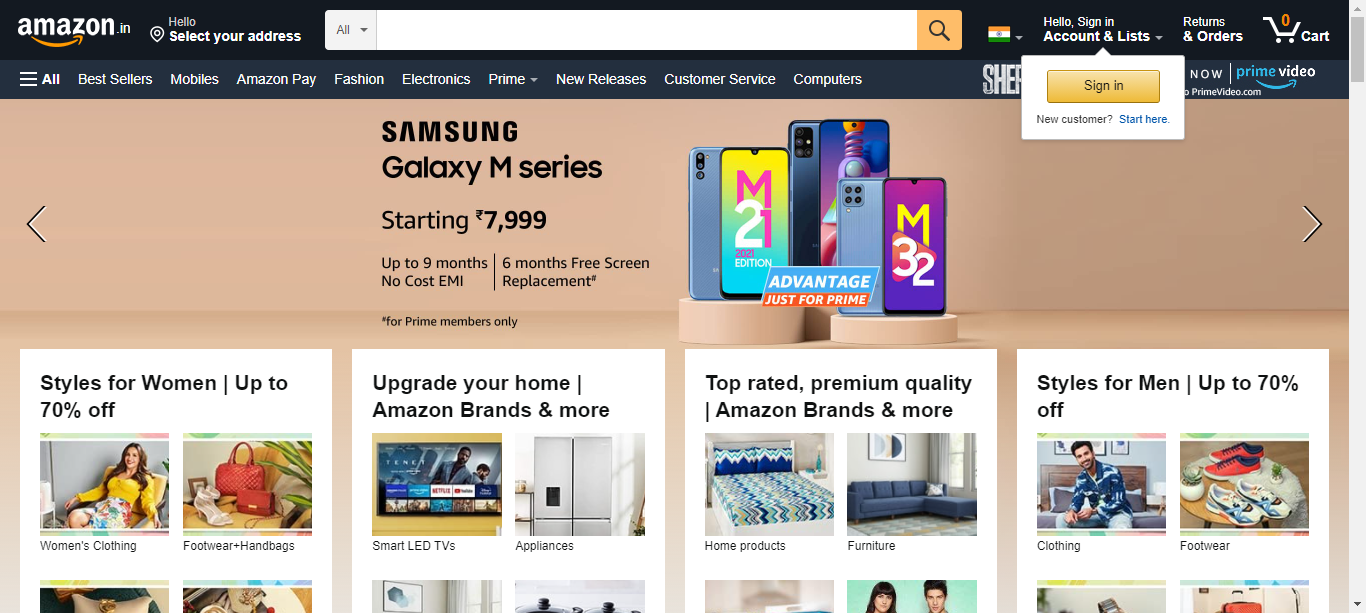 amazon.in
Hello
Select your address
All
Hello, Sign in
Account & Lists
Returns
& Orders
0
Cart
All
Best Sellers
Mobiles
Amazon Pay
Fashion
Electronics
Prime
New Releases
Customer Service
Computers
SHER
NOW
prime video
o PrimeVideo.com
Sign in
New customer? Start here.
SAMSUNG
Galaxy M series
Starting ₹7,999
Up to 9 months
No Cost EMI
6 months Free Screen
Replacement#
#for Prime members only
M
21
2021
EDITION
M
32
ADVANTAGE
JUST FOR PRIME
Styles for Women | Up to
70% off
Women's Clothing
Footwear+Handbags
Upgrade your home |
Amazon Brands & more
TENET
NETFLIX
YouTube
Smart LED TVs
Appliances
Top rated, premium quality
| Amazon Brands & more
Home products
Furniture
Styles for Men | Up to 70%
off
Clothing
Footwear